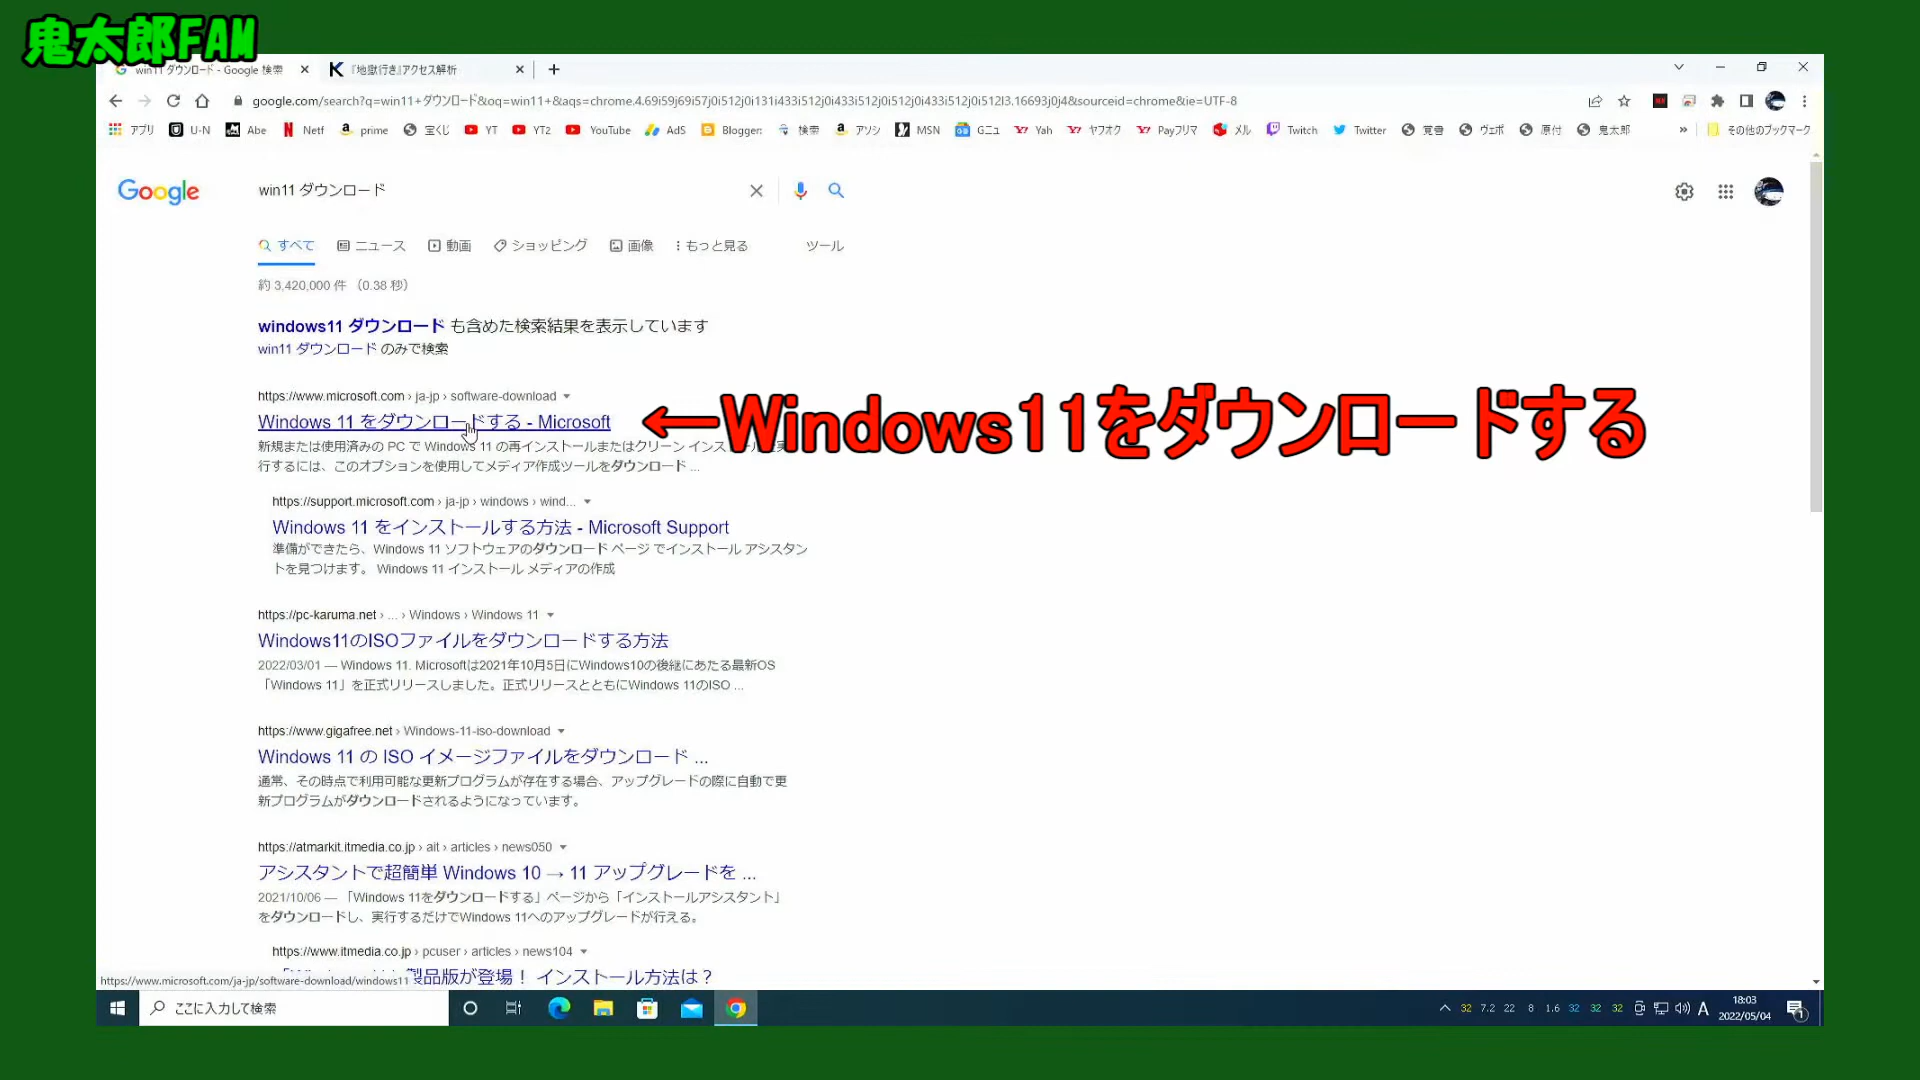 鬼太郎FAM
win11 ダウンロード - Google 検索
『地獄行き』アクセス解析
google.com/search?q=win11+ダウンロード&oq=win11+&aqs=chrome.4.69i59j69i57j0i512j0i131i433i512j0i433i512j0i512j0i433i512j0i512l3.16693j0j4&sourceid=chrome&ie=UTF-8
アプリ U-N Abe Netf prime 宝くじ YT YT2 YouTube AdS Blogger: 検索 アソシ MSN Gニュ Yah ヤフオク Payフリマ メル Twitch Twitter 覚書 ヴェポ 原付 鬼太郎 » その他のブックマーク
Google
win11 ダウンロード
すべて ニュース 動画 ショッピング 画像 もっと見る ツール
約 3,420,000 件 （0.38 秒）
windows11 ダウンロード も含めた検索結果を表示しています
win11 ダウンロード のみで検索
https://www.microsoft.com › ja-jp › software-download
Windows 11 をダウンロードする - Microsoft
←Windows11をダウンロードする
新規または使用済みの PC で Windows 11 の再インストールまたはクリーン インストールを実
行するには、このオプションを使用してメディア作成ツールをダウンロード ...
https://support.microsoft.com › ja-jp › windows › wind...
Windows 11 をインストールする方法 - Microsoft Support
準備ができたら、Windows 11 ソフトウェアのダウンロード ページ でインストール アシスタン
トを見つけます。 Windows 11 インストール メディアの作成
https://pc-karuma.net › ... › Windows › Windows 11
Windows11のISOファイルをダウンロードする方法
2022/03/01 — Windows 11. Microsoftは2021年10月5日にWindows10の後継にあたる最新OS
「Windows 11」を正式リリースしました。正式リリースとともにWindows 11のISO ...
https://www.gigafree.net › Windows-11-iso-download
Windows 11 の ISO イメージファイルをダウンロード ...
通常、その時点で利用可能な更新プログラムが存在する場合、アップグレードの際に自動で更
新プログラムがダウンロードされるようになっています。
https://atmarkit.itmedia.co.jp › ait › articles › news050
アシスタントで超簡単 Windows 10 → 11 アップグレードを ...
2021/10/06 — 「Windows 11をダウンロードする」ページから「インストールアシスタント」
をダウンロードし、実行するだけでWindows 11へのアップグレードが行える。
https://www.itmedia.co.jp › pcuser › articles › news104
製品版が登場！ インストール方法は？
https://www.microsoft.com/ja-jp/software-download/windows11
ここに入力して検索
32 7.2 22 8 1.6 32 32 32 A 18:03
2022/05/04
1